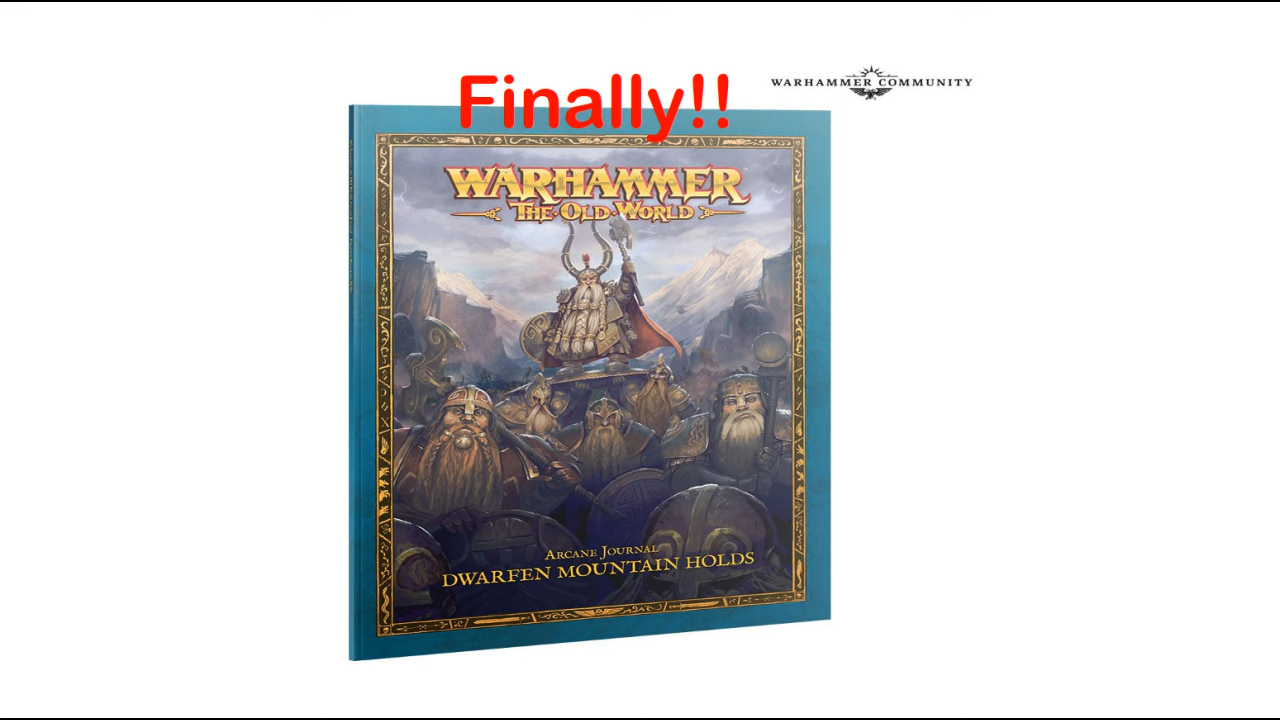 Finally!!
WARHAMMER COMMUNITY
WARHAMMER
THE·OLD·WORLD
ARCANE JOURNAL
DWARFEN MOUNTAIN HOLDS